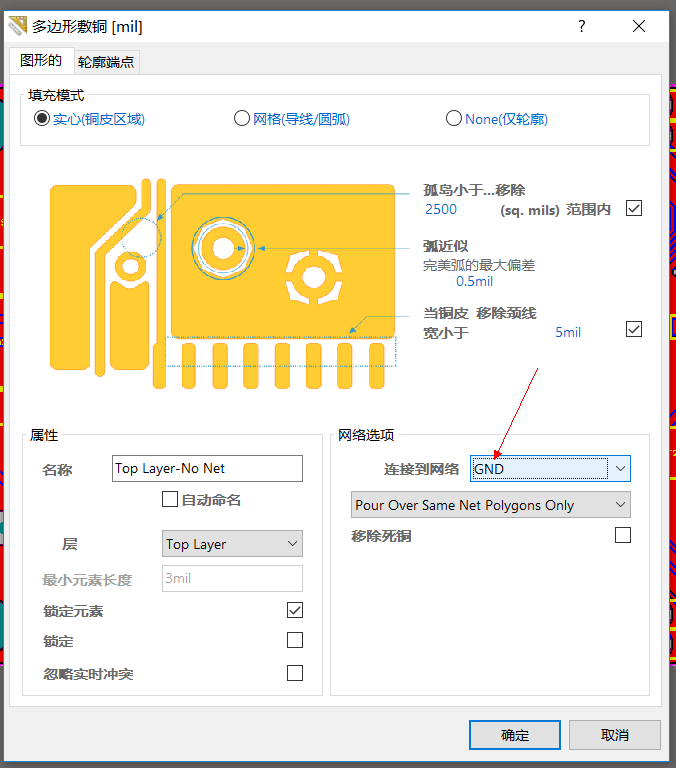 多边形敷铜 [mil]
?
图形的 轮廓端点
填充模式
实心(铜皮区域) 网格(导线/圆弧) None(仅轮廓)
孤岛小于...移除
2500 (sq. mils) 范围内
弧近似
完美弧的最大偏差
0.5mil
当铜皮 移除颈线
宽小于 5mil
属性
名称 Top Layer-No Net
自动命名
层 Top Layer
最小元素长度 3mil
锁定元素
锁定
忽略实时冲突
网络选项
连接到网络 GND
Pour Over Same Net Polygons Only
移除死铜
确定 取消